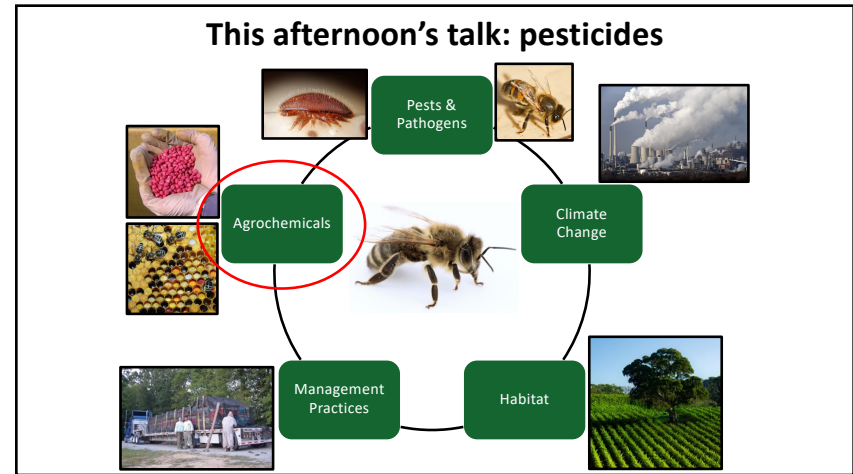 This afternoon's talk: pesticides
Pests &
Pathogens
Agrochemicals
Climate
Change
Management
Practices
Habitat